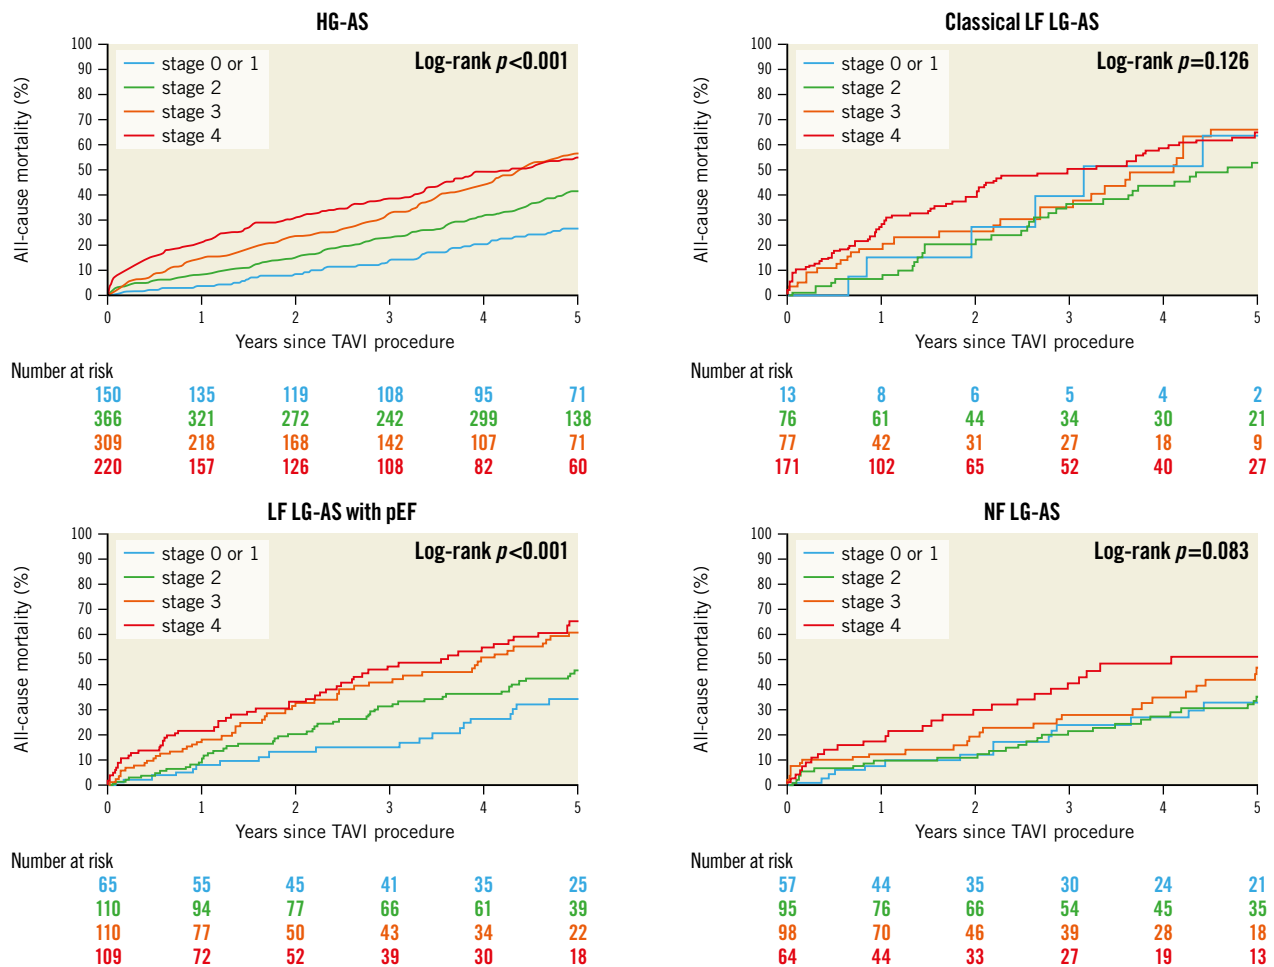 HG-AS
All-cause mortality (%)
100
90
80
70
60
50
40
30
20
10
0
stage 0 or 1
stage 2
stage 3
stage 4
Log-rank p<0.001
0 1 2 3 4 5
Years since TAVI procedure
Number at risk
150 135 119 108 95 71
366 321 272 242 299 138
309 218 168 142 107 71
220 157 126 108 82 60
Classical LF LG-AS
All-cause mortality (%)
100
90
80
70
60
50
40
30
20
10
0
stage 0 or 1
stage 2
stage 3
stage 4
Log-rank p=0.126
0 1 2 3 4 5
Years since TAVI procedure
Number at risk
13 8 6 5 4 2
76 61 44 34 30 21
77 42 31 27 18 9
171 102 65 52 40 27
LF LG-AS with pEF
All-cause mortality (%)
100
90
80
70
60
50
40
30
20
10
0
stage 0 or 1
stage 2
stage 3
stage 4
Log-rank p<0.001
0 1 2 3 4 5
Years since TAVI procedure
Number at risk
65 55 45 41 35 25
110 94 77 66 61 39
110 77 50 43 34 22
109 72 52 39 30 18
NF LG-AS
All-cause mortality (%)
100
90
80
70
60
50
40
30
20
10
0
stage 0 or 1
stage 2
stage 3
stage 4
Log-rank p=0.083
0 1 2 3 4 5
Years since TAVI procedure
Number at risk
57 44 35 30 24 21
95 76 66 54 45 35
98 70 46 39 28 18
64 44 33 27 19 13